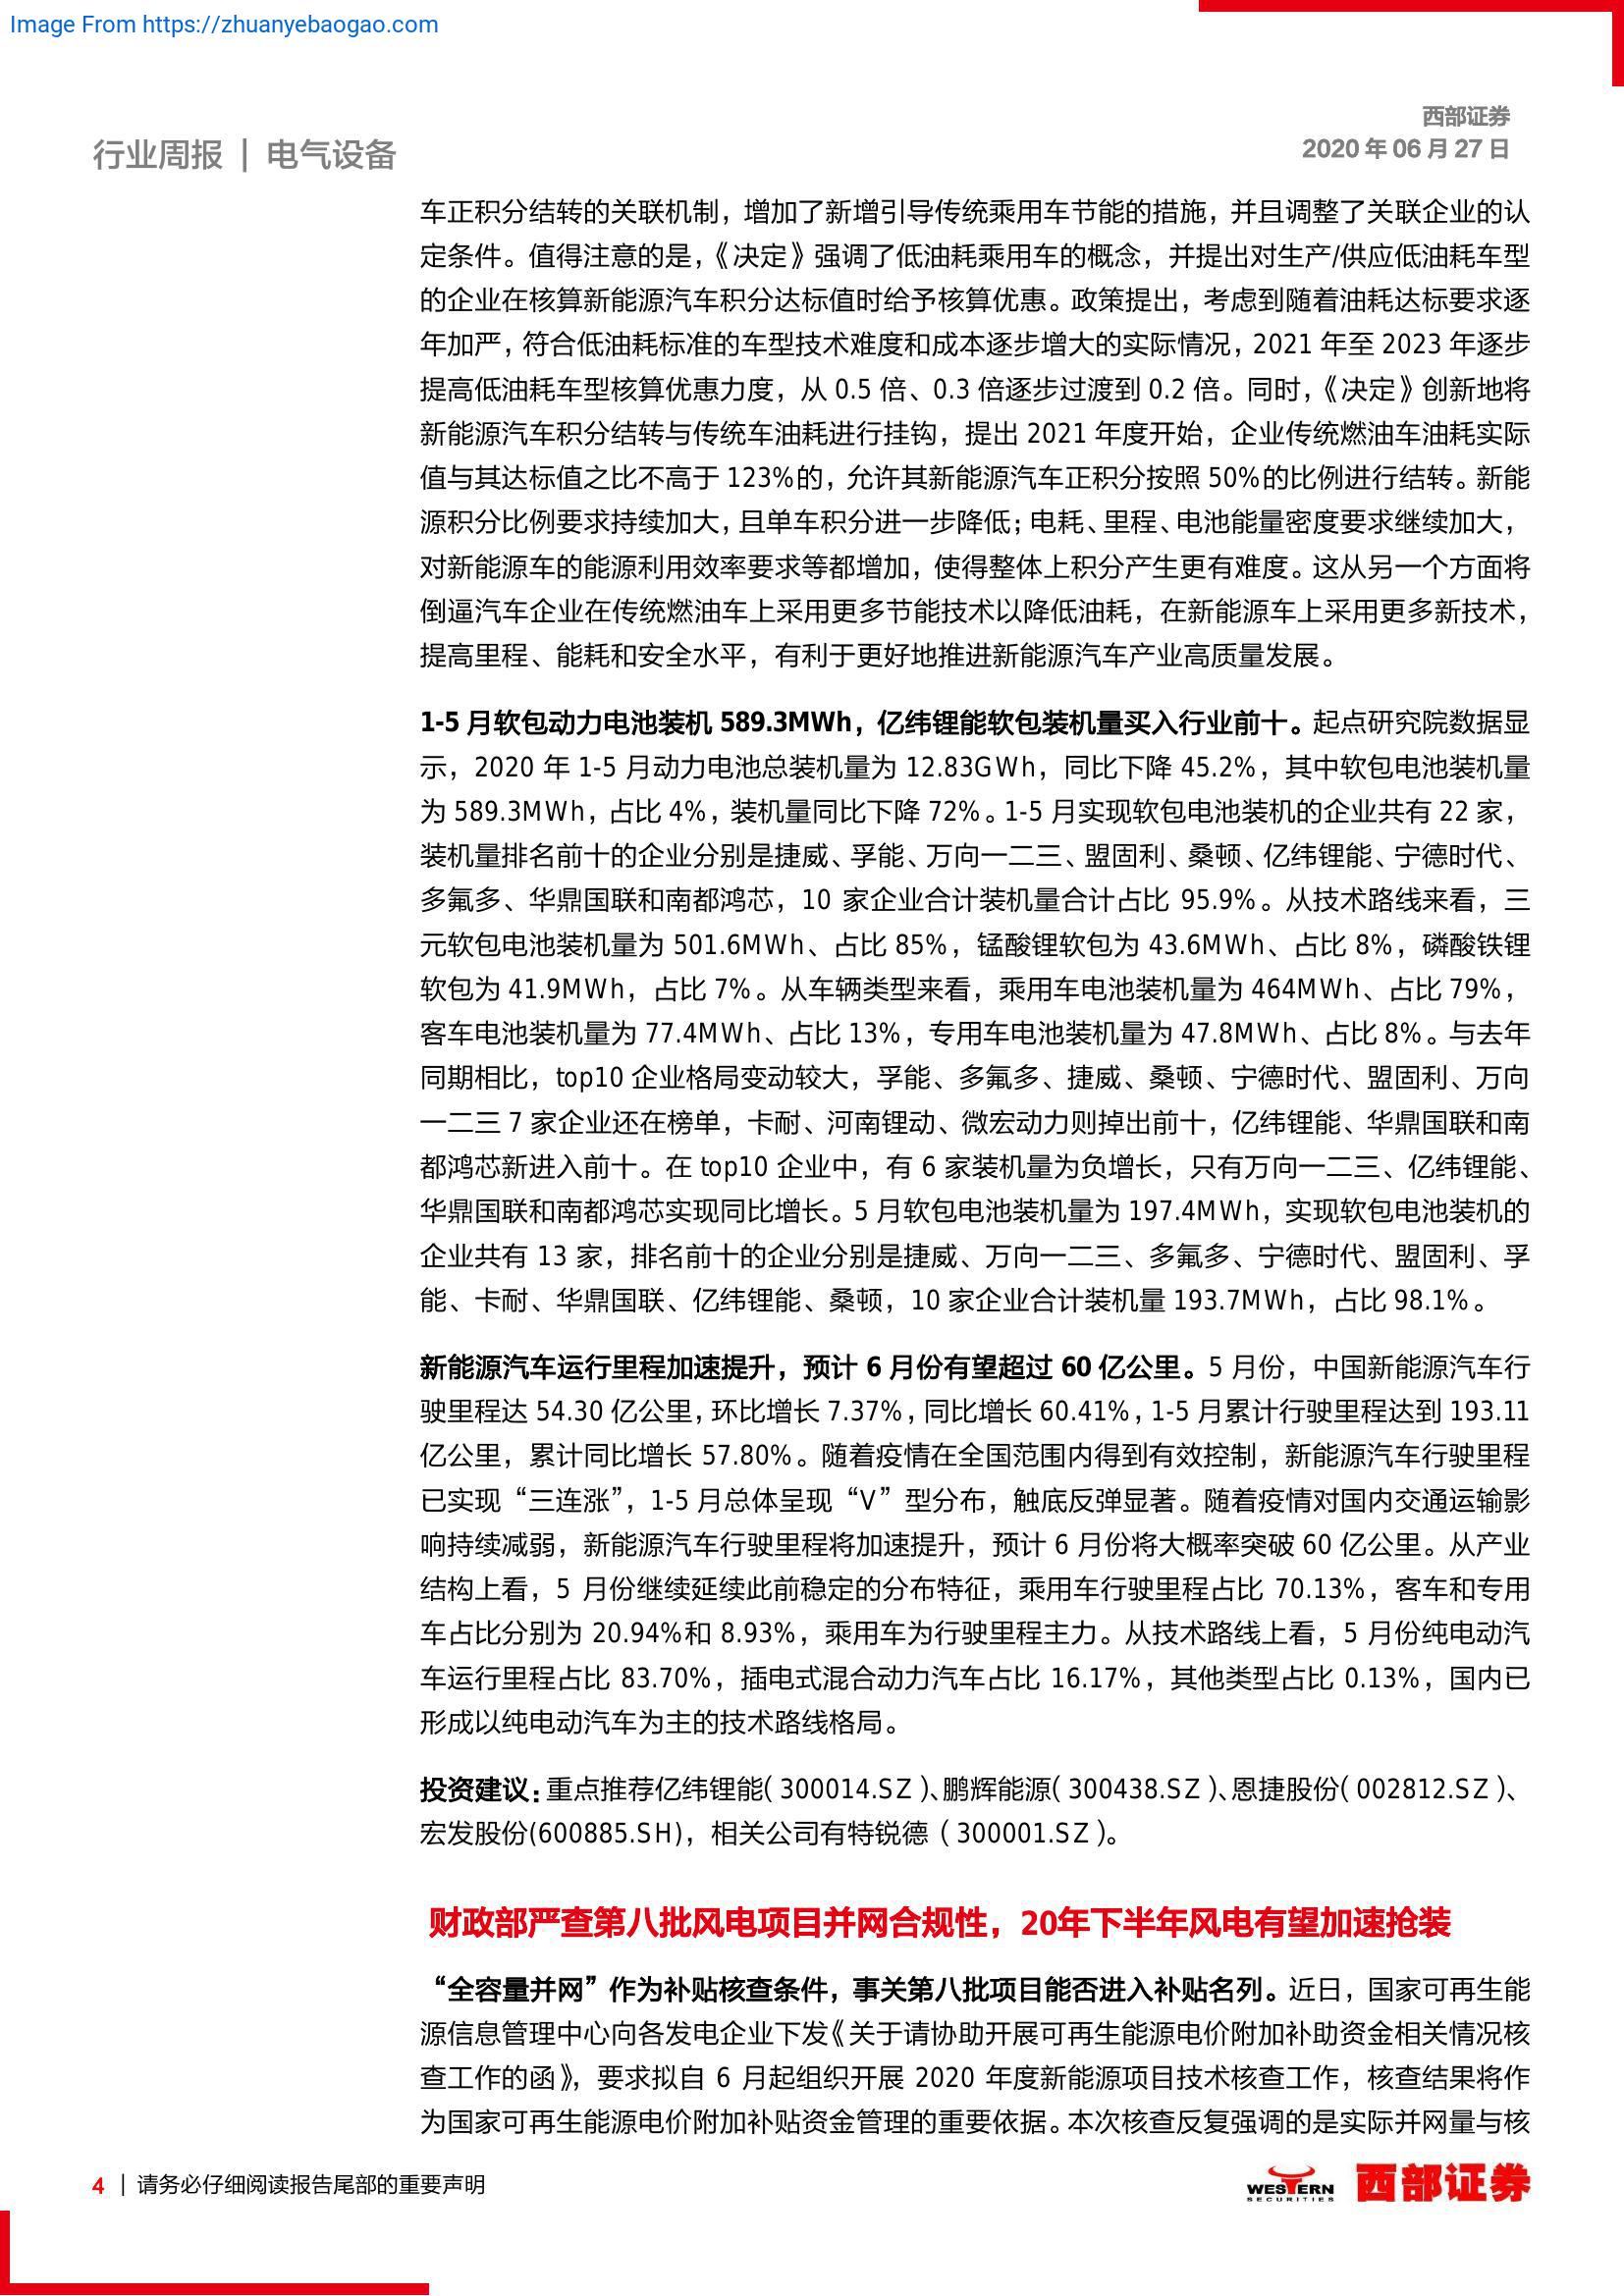 Image From https://zhuanyebaogao.com
西部证券
行业周报 | 电气设备
2020 年 06 月 27 日
车正积分结转的关联机制，增加了新增引导传统乘用车节能的措施，并且调整了关联企业的认
定条件。值得注意的是，《决定》强调了低油耗乘用车的概念，并提出对生产/供应低油耗车型
的企业在核算新能源汽车积分达标值时给予核算优惠。政策提出，考虑到随着油耗达标要求逐
年加严，符合低油耗标准的车型技术难度和成本逐步增大的实际情况，2021 年至 2023 年逐步
提高低油耗车型核算优惠力度，从 0.5 倍、0.3 倍逐步过渡到 0.2 倍。同时，《决定》创新地将
新能源汽车积分结转与传统车油耗进行挂钩，提出 2021 年度开始，企业传统燃油车油耗实际
值与其达标值之比不高于 123%的，允许其新能源汽车正积分按照 50%的比例进行结转。新能
源积分比例要求持续加大，且单车积分进一步降低；电耗、里程、电池能量密度要求继续加大，
对新能源车的能源利用效率要求等都增加，使得整体上积分产生更有难度。这从另一个方面将
倒逼汽车企业在传统燃油车上采用更多节能技术以降低油耗，在新能源车上采用更多新技术，
提高里程、能耗和安全水平，有利于更好地推进新能源汽车产业高质量发展。
1-5 月软包动力电池装机 589.3MWh，亿纬锂能软包装机量买入行业前十。起点研究院数据显
示，2020 年 1-5 月动力电池总装机量为 12.83GWh，同比下降 45.2%，其中软包电池装机量
为 589.3MWh，占比 4%，装机量同比下降 72%。1-5 月实现软包电池装机的企业共有 22 家，
装机量排名前十的企业分别是捷威、孚能、万向一二三、盟固利、桑顿、亿纬锂能、宁德时代、
多氟多、华鼎国联和南都鸿芯，10 家企业合计装机量合计占比 95.9%。从技术路线来看，三
元软包电池装机量为 501.6MWh、占比 85%，锰酸锂软包为 43.6MWh、占比 8%，磷酸铁锂
软包为 41.9MWh，占比 7%。从车辆类型来看，乘用车电池装机量为 464MWh、占比 79%，
客车电池装机量为 77.4MWh、占比 13%，专用车电池装机量为 47.8MWh、占比 8%。与去年
同期相比，top10 企业格局变动较大，孚能、多氟多、捷威、桑顿、宁德时代、盟固利、万向
一二三 7 家企业还在榜单，卡耐、河南锂动、微宏动力则掉出前十，亿纬锂能、华鼎国联和南
都鸿芯新进入前十。在 top10 企业中，有 6 家装机量为负增长，只有万向一二三、亿纬锂能、
华鼎国联和南都鸿芯实现同比增长。5 月软包电池装机量为 197.4MWh，实现软包电池装机的
企业共有 13 家，排名前十的企业分别是捷威、万向一二三、多氟多、宁德时代、盟固利、孚
能、卡耐、华鼎国联、亿纬锂能、桑顿，10 家企业合计装机量 193.7MWh，占比 98.1%。
新能源汽车运行里程加速提升，预计 6 月份有望超过 60 亿公里。5 月份，中国新能源汽车行
驶里程达 54.30 亿公里，环比增长 7.37%，同比增长 60.41%，1-5 月累计行驶里程达到 193.11
亿公里，累计同比增长 57.80%。随着疫情在全国范围内得到有效控制，新能源汽车行驶里程
已实现“三连涨”，1-5 月总体呈现“V”型分布，触底反弹显著。随着疫情对国内交通运输影
响持续减弱，新能源汽车行驶里程将加速提升，预计 6 月份将大概率突破 60 亿公里。从产业
结构上看，5 月份继续延续此前稳定的分布特征，乘用车行驶里程占比 70.13%，客车和专用
车占比分别为 20.94%和 8.93%，乘用车为行驶里程主力。从技术路线上看，5 月份纯电动汽
车运行里程占比 83.70%，插电式混合动力汽车占比 16.17%，其他类型占比 0.13%，国内已
形成以纯电动汽车为主的技术路线格局。
投资建议：重点推荐亿纬锂能（300014.SZ）、鹏辉能源（300438.SZ）、恩捷股份（002812.SZ）、
宏发股份(600885.SH)，相关公司有特锐德（300001.SZ）。
财政部严查第八批风电项目并网合规性，20年下半年风电有望加速抢装
“全容量并网”作为补贴核查条件，事关第八批项目能否进入补贴名列。近日，国家可再生能
源信息管理中心向各发电企业下发《关于请协助开展可再生能源电价附加补助资金相关情况核
查工作的函》，要求拟自 6 月起组织开展 2020 年度新能源项目技术核查工作，核查结果将作
为国家可再生能源电价附加补贴资金管理的重要依据。本次核查反复强调的是实际并网量与核
4 | 请务必仔细阅读报告尾部的重要声明
WESTERN
SECURITIES
西部证券